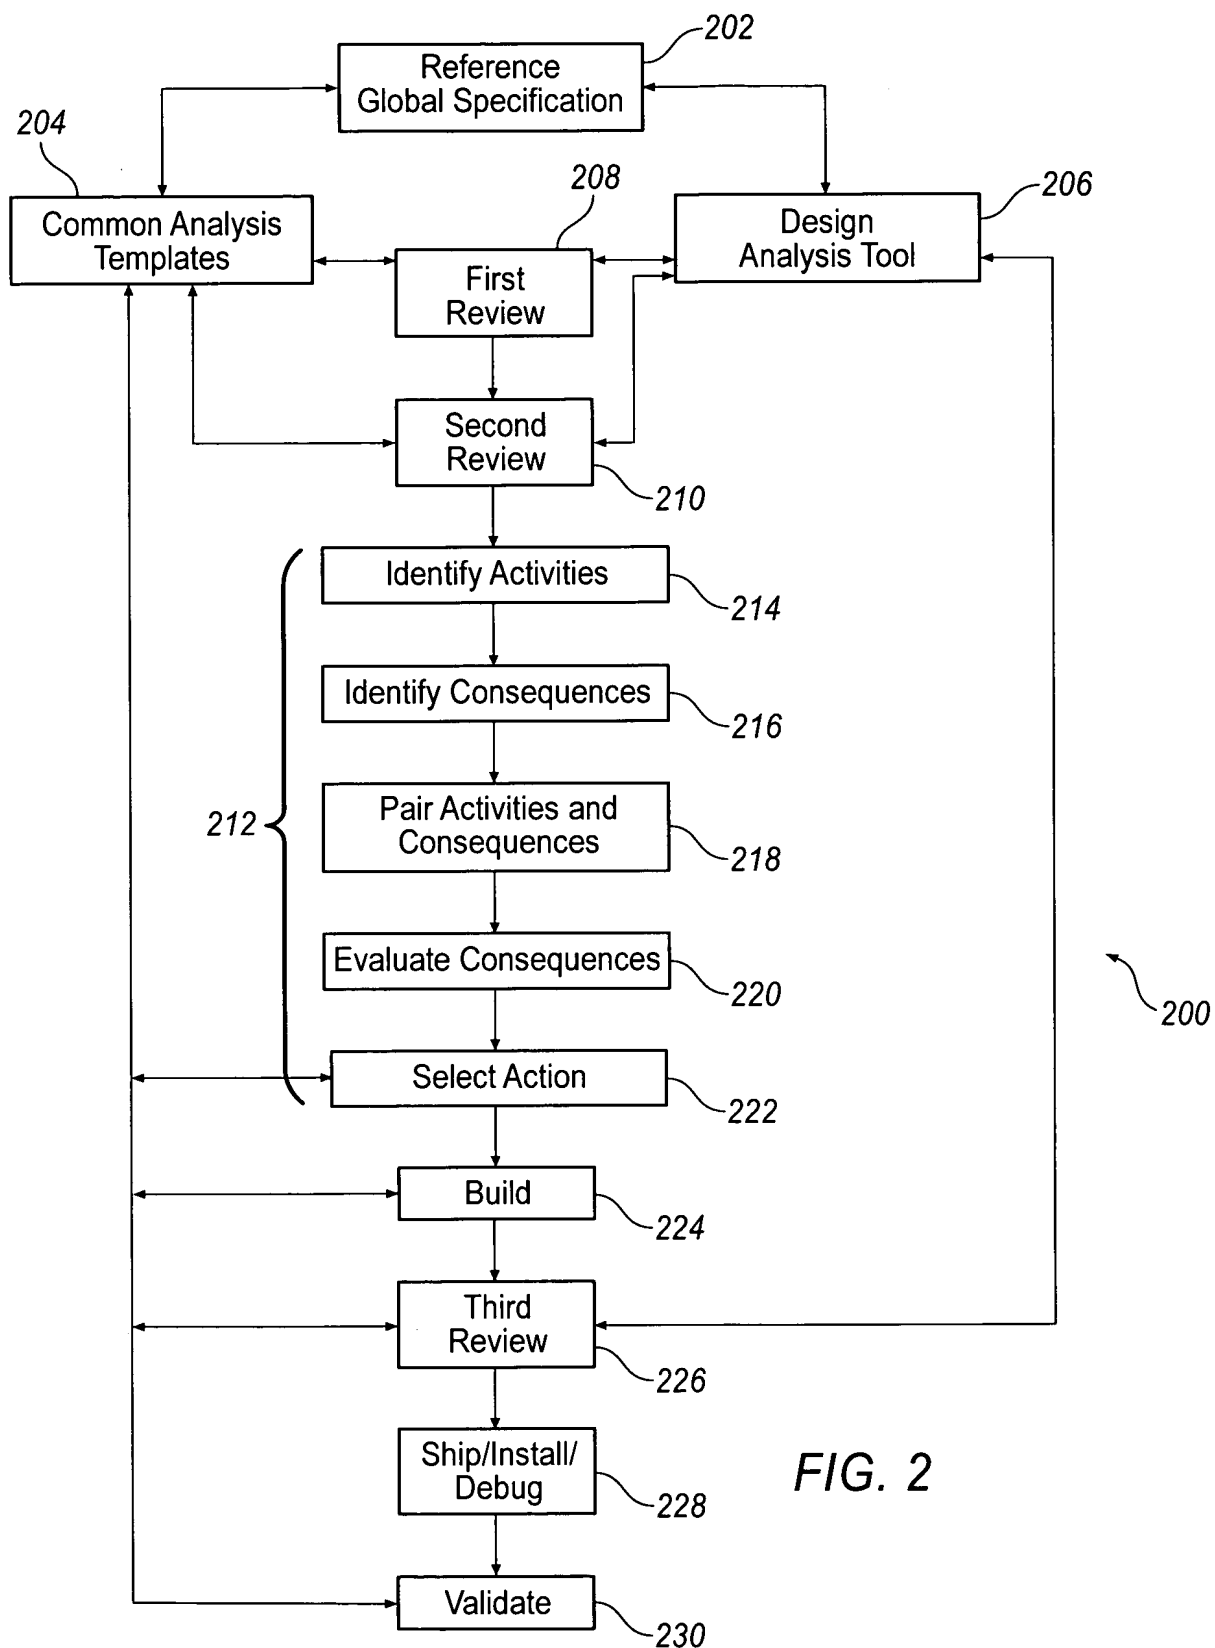 202
Reference
Global Specification
204
Common Analysis
Templates
208
First
Review
206
Design
Analysis Tool
Second
Review
210
Identify Activities
214
Identify Consequences
216
212
Pair Activities and
Consequences
218
Evaluate Consequences
220
200
Select Action
222
Build
224
Third
Review
226
Ship/Install/
Debug
228
FIG. 2
Validate
230